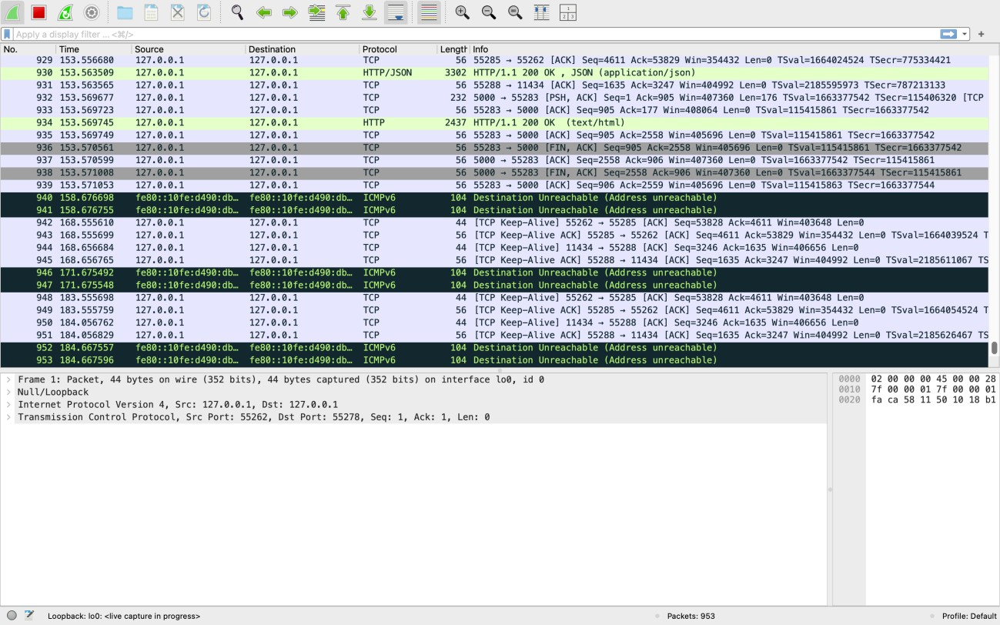 Apply a display filter ... <⌘/>
+
No. Time Source Destination Protocol Length Info
929 153.556680 127.0.0.1 127.0.0.1 TCP 56 55285 → 55262 [ACK] Seq=4611 Ack=53829 Win=354432 Len=0 TSval=1664024524 TSecr=775334421
930 153.563509 127.0.0.1 127.0.0.1 HTTP/JSON 3302 HTTP/1.1 200 OK , JSON (application/json)
931 153.563565 127.0.0.1 127.0.0.1 TCP 56 55288 → 11434 [ACK] Seq=1635 Ack=3247 Win=404992 Len=0 TSval=2185595973 TSecr=787213133
932 153.569677 127.0.0.1 127.0.0.1 TCP 232 5000 → 55283 [PSH, ACK] Seq=1 Ack=905 Win=407360 Len=176 TSval=1663377542 TSecr=115406320 [TCP
933 153.569723 127.0.0.1 127.0.0.1 TCP 56 55283 → 5000 [ACK] Seq=905 Ack=177 Win=408064 Len=0 TSval=115415861 TSecr=1663377542
934 153.569745 127.0.0.1 127.0.0.1 HTTP 2437 HTTP/1.1 200 OK  (text/html)
935 153.569749 127.0.0.1 127.0.0.1 TCP 56 55283 → 5000 [ACK] Seq=905 Ack=2558 Win=405696 Len=0 TSval=115415861 TSecr=1663377542
936 153.570561 127.0.0.1 127.0.0.1 TCP 56 55283 → 5000 [FIN, ACK] Seq=905 Ack=2558 Win=405696 Len=0 TSval=115415861 TSecr=1663377542
937 153.570599 127.0.0.1 127.0.0.1 TCP 56 5000 → 55283 [ACK] Seq=2558 Ack=906 Win=407360 Len=0 TSval=1663377542 TSecr=115415861
938 153.571008 127.0.0.1 127.0.0.1 TCP 56 5000 → 55283 [FIN, ACK] Seq=2558 Ack=906 Win=407360 Len=0 TSval=1663377544 TSecr=115415861
939 153.571053 127.0.0.1 127.0.0.1 TCP 56 55283 → 5000 [ACK] Seq=906 Ack=2559 Win=405696 Len=0 TSval=115415863 TSecr=1663377544
940 158.676698 fe80::10fe:d490:db… fe80::10fe:d490:db… ICMPv6 104 Destination Unreachable (Address unreachable)
941 158.676755 fe80::10fe:d490:db… fe80::10fe:d490:db… ICMPv6 104 Destination Unreachable (Address unreachable)
942 168.555610 127.0.0.1 127.0.0.1 TCP 44 [TCP Keep-Alive] 55262 → 55285 [ACK] Seq=53828 Ack=4611 Win=403648 Len=0
943 168.555699 127.0.0.1 127.0.0.1 TCP 56 [TCP Keep-Alive ACK] 55285 → 55262 [ACK] Seq=4611 Ack=53829 Win=354432 Len=0 TSval=1664039524 T
944 168.656684 127.0.0.1 127.0.0.1 TCP 44 [TCP Keep-Alive] 11434 → 55288 [ACK] Seq=3246 Ack=1635 Win=406656 Len=0
945 168.656765 127.0.0.1 127.0.0.1 TCP 56 [TCP Keep-Alive ACK] 55288 → 11434 [ACK] Seq=1635 Ack=3247 Win=404992 Len=0 TSval=2185611067 TS
946 171.675492 fe80::10fe:d490:db… fe80::10fe:d490:db… ICMPv6 104 Destination Unreachable (Address unreachable)
947 171.675548 fe80::10fe:d490:db… fe80::10fe:d490:db… ICMPv6 104 Destination Unreachable (Address unreachable)
948 183.555698 127.0.0.1 127.0.0.1 TCP 44 [TCP Keep-Alive] 55262 → 55285 [ACK] Seq=53828 Ack=4611 Win=403648 Len=0
949 183.555759 127.0.0.1 127.0.0.1 TCP 56 [TCP Keep-Alive ACK] 55285 → 55262 [ACK] Seq=4611 Ack=53829 Win=354432 Len=0 TSval=1664054524 T
950 184.056762 127.0.0.1 127.0.0.1 TCP 44 [TCP Keep-Alive] 11434 → 55288 [ACK] Seq=3246 Ack=1635 Win=406656 Len=0
951 184.056829 127.0.0.1 127.0.0.1 TCP 56 [TCP Keep-Alive ACK] 55288 → 11434 [ACK] Seq=1635 Ack=3247 Win=404992 Len=0 TSval=2185626467 TS
952 184.667557 fe80::10fe:d490:db… fe80::10fe:d490:db… ICMPv6 104 Destination Unreachable (Address unreachable)
953 184.667596 fe80::10fe:d490:db… fe80::10fe:d490:db… ICMPv6 104 Destination Unreachable (Address unreachable)
Frame 1: Packet, 44 bytes on wire (352 bits), 44 bytes captured (352 bits) on interface lo0, id 0
Null/Loopback
Internet Protocol Version 4, Src: 127.0.0.1, Dst: 127.0.0.1
Transmission Control Protocol, Src Port: 55262, Dst Port: 55278, Seq: 1, Ack: 1, Len: 0
0000 02 00 00 00 45 00 00 28
0010 7f 00 00 01 7f 00 00 01
0020 fa ca 58 11 50 10 18 b1
Loopback: lo0: <live capture in progress> Packets: 953 Profile: Default